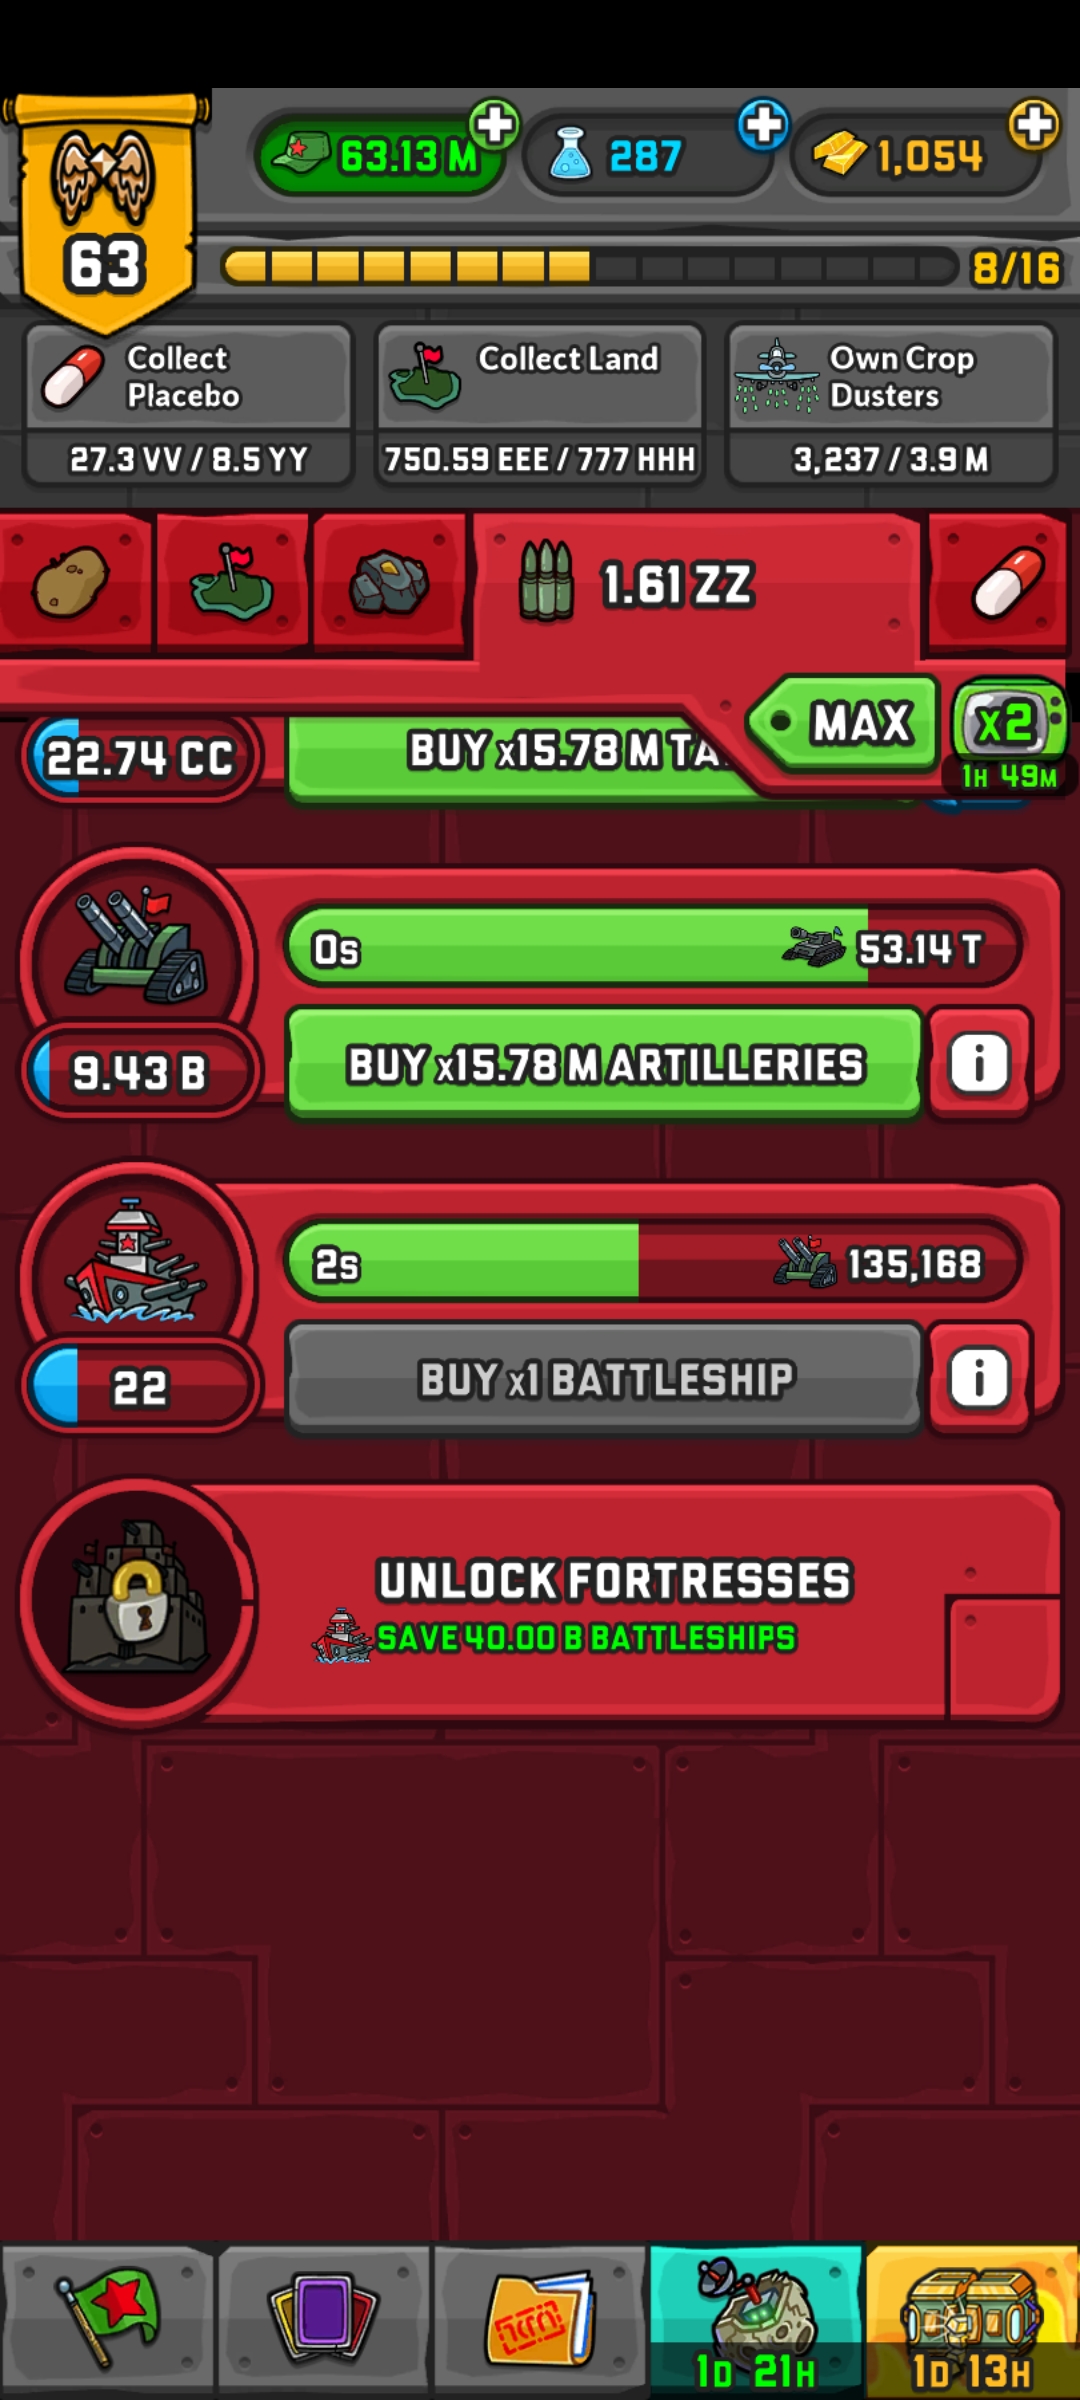 63.13 M
287
1,054
63
8/16
Collect
Placebo
27.3 VV / 8.5 YY
Collect Land
750.59 EEE / 777 HHH
Own Crop
Dusters
3,237 / 3.9 M
1.61 ZZ
MAX
x2
1H 49M
22.74 CC
BUY x15.78 M TA
0s
53.14 T
9.43 B
BUY x15.78 M ARTILLERIES
i
2s
135,168
22
BUY x1 BATTLESHIP
i
UNLOCK FORTRESSES
SAVE 40.00 B BATTLESHIPS
1D 21H
1D 13H